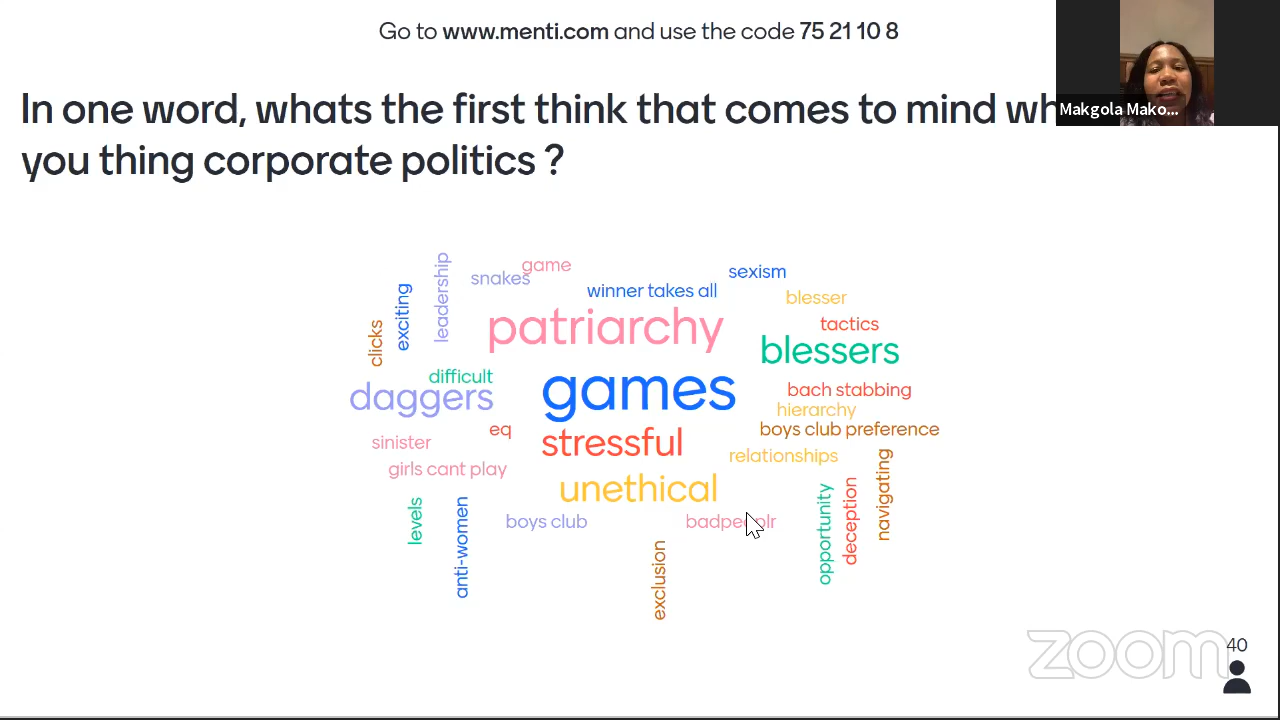 Go to www.menti.com and use the code 75 21 10 8
In one word, whats the first think that comes to mind wh
you thing corporate politics ?
Makgola Mako...
game
snakes
sexism
winner takes all
blesser
leadership
exciting
clicks
patriarchy
tactics
blessers
difficult
daggers
games
bach stabbing
hierarchy
boys club preference
eq
sinister
stressful
relationships
girls cant play
unethical
levels
anti-women
boys club
badpeoplr
exclusion
opportunity
deception
navigating
zoom
40